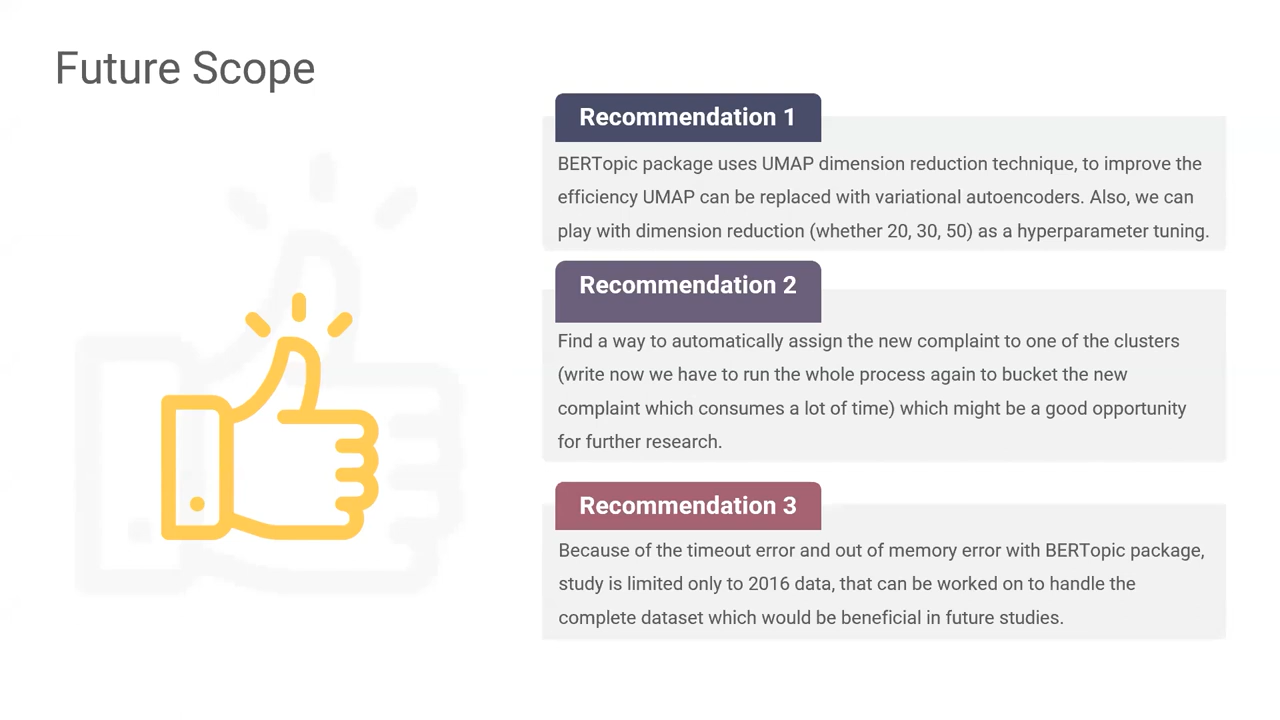 Future Scope
Recommendation 1
BERTopic package uses UMAP dimension reduction technique, to improve the
efficiency UMAP can be replaced with variational autoencoders. Also, we can
play with dimension reduction (whether 20, 30, 50) as a hyperparameter tuning.
Recommendation 2
Find a way to automatically assign the new complaint to one of the clusters
(write now we have to run the whole process again to bucket the new
complaint which consumes a lot of time) which might be a good opportunity
for further research.
Recommendation 3
Because of the timeout error and out of memory error with BERTopic package,
study is limited only to 2016 data, that can be worked on to handle the
complete dataset which would be beneficial in future studies.